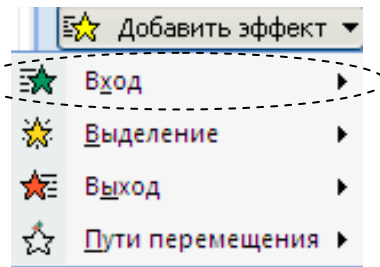 Добавить эффект
Вход
Выделение
Выход
Пути перемещения